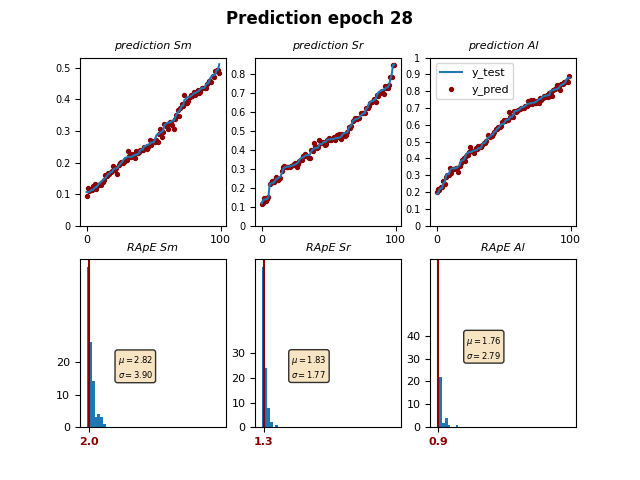 Prediction epoch 28
prediction Sm
prediction Sr
prediction Al
0.5
0.4
0.3
0.2
0.1
0
0 100
0.8
0.7
0.6
0.5
0.4
0.3
0.2
0.1
0
0 100
1
0.9
0.8
0.7
0.6
0.5
0.4
0.3
0.2
0.1
0
0 100
y_test
y_pred
RApE Sm
RApE Sr
RApE Al
20
10
0
μ = 2.82
σ = 3.90
2.0
30
20
10
0
μ = 1.83
σ = 1.77
1.3
40
30
20
10
0
μ = 1.76
σ = 2.79
0.9